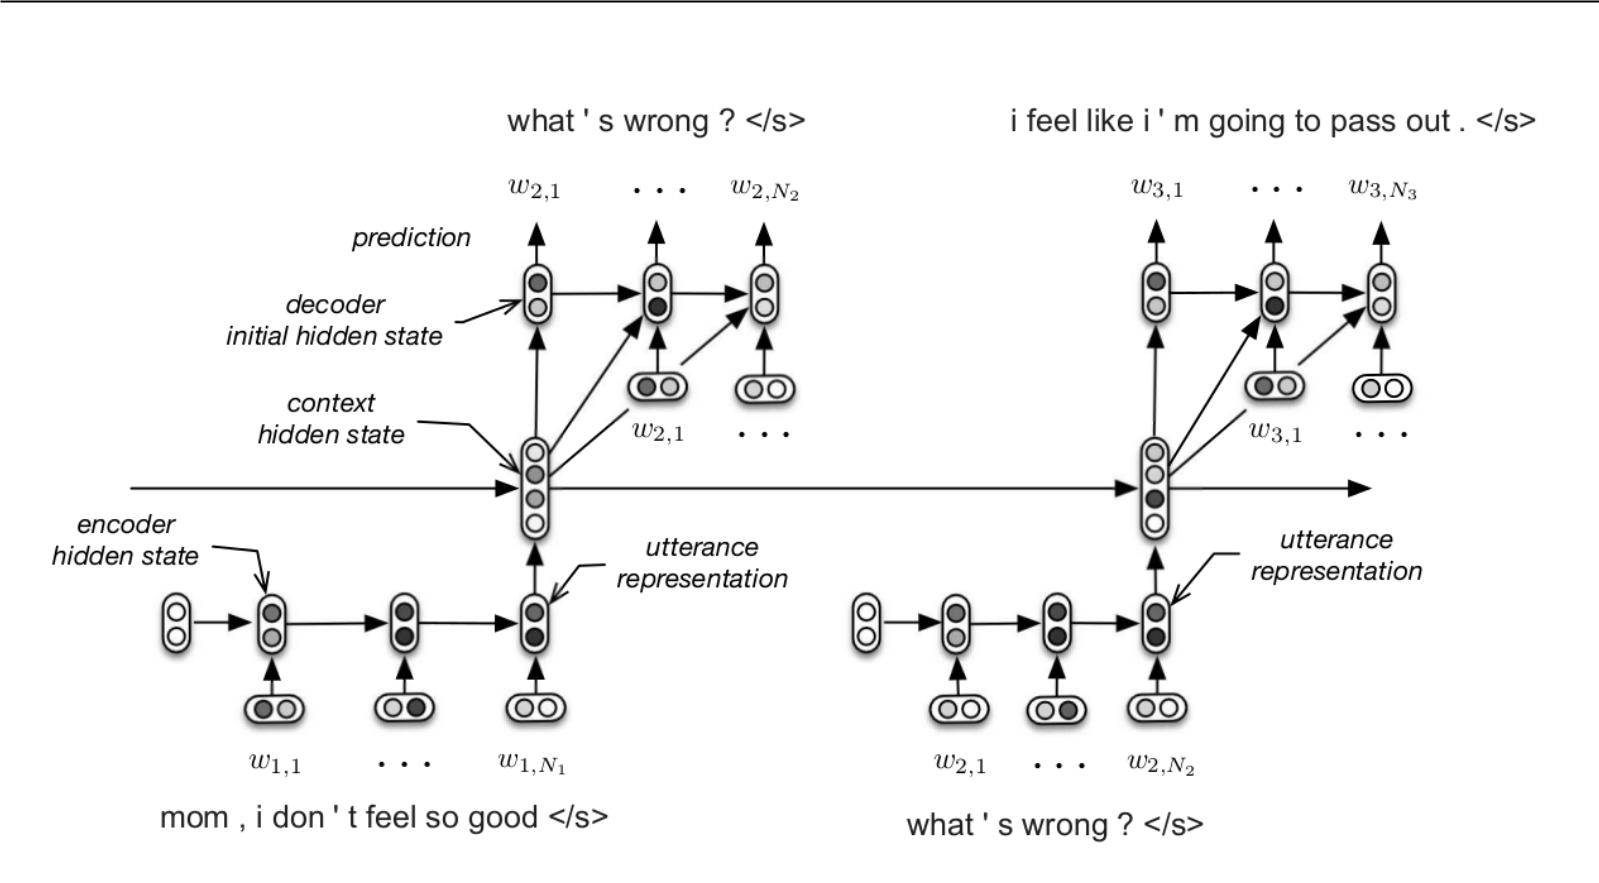 what ' s wrong ? </s>
i feel like i ' m going to pass out . </s>
w2,1 . . . w2,N2
w3,1 . . . w3,N3
prediction
decoder
initial hidden state
context
hidden state
w2,1 . . .
w3,1 . . .
encoder
hidden state
utterance
representation
utterance
representation
w1,1 . . . w1,N1
w2,1 . . . w2,N2
mom , i don ' t feel so good </s>
what ' s wrong ? </s>